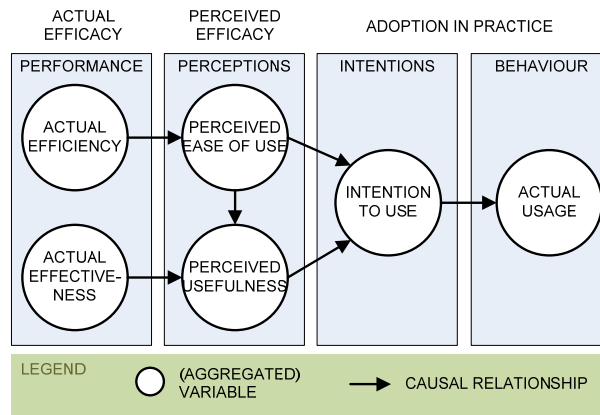 ACTUAL
EFFICACY
PERCEIVED
EFFICACY
ADOPTION IN PRACTICE
PERFORMANCE
PERCEPTIONS
INTENTIONS
BEHAVIOUR
ACTUAL
EFFICIENCY
PERCEIVED
EASE OF USE
INTENTION
TO USE
ACTUAL
USAGE
ACTUAL
EFFECTIVE-
NESS
PERCEIVED
USEFULNESS
LEGEND
(AGGREGATED)
VARIABLE
CAUSAL RELATIONSHIP